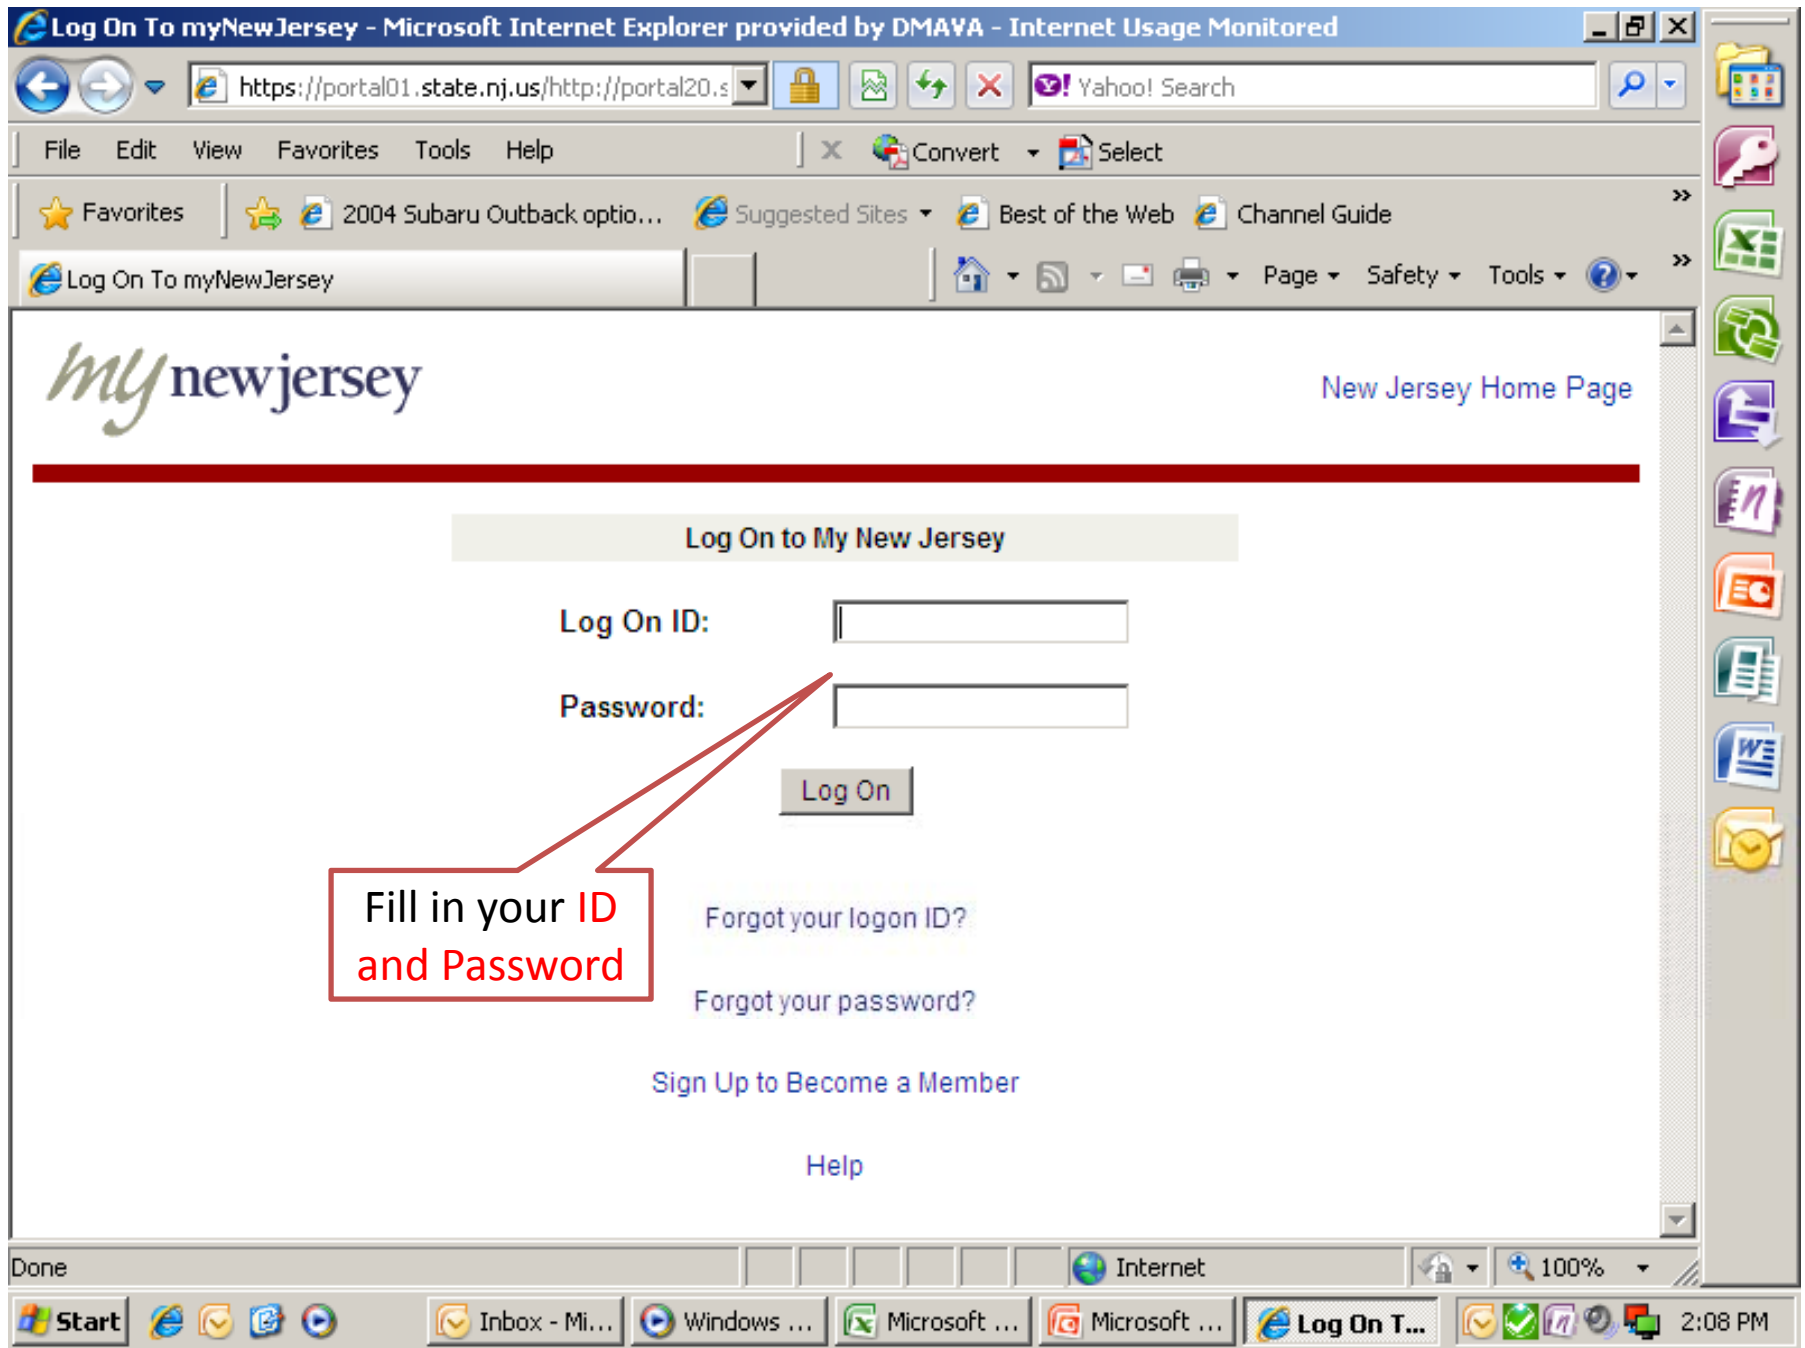 Log On To myNewJersey - Microsoft Internet Explorer provided by DMAVA - Internet Usage Monitored
https://portal01.state.nj.us/http://portal20.s
Yahoo! Search
File Edit View Favorites Tools Help
Convert
Select
Favorites
2004 Subaru Outback optio...
Suggested Sites
Best of the Web
Channel Guide
Log On To myNewJersey
Page Safety Tools
my newjersey
New Jersey Home Page
Log On to My New Jersey
Log On ID:
Password:
Log On
Fill in your ID
and Password
Forgot your logon ID?
Forgot your password?
Sign Up to Become a Member
Help
Done
Internet
100%
Start
Inbox - Mi...
Windows ...
Microsoft ...
Microsoft ...
Log On T...
2:08 PM